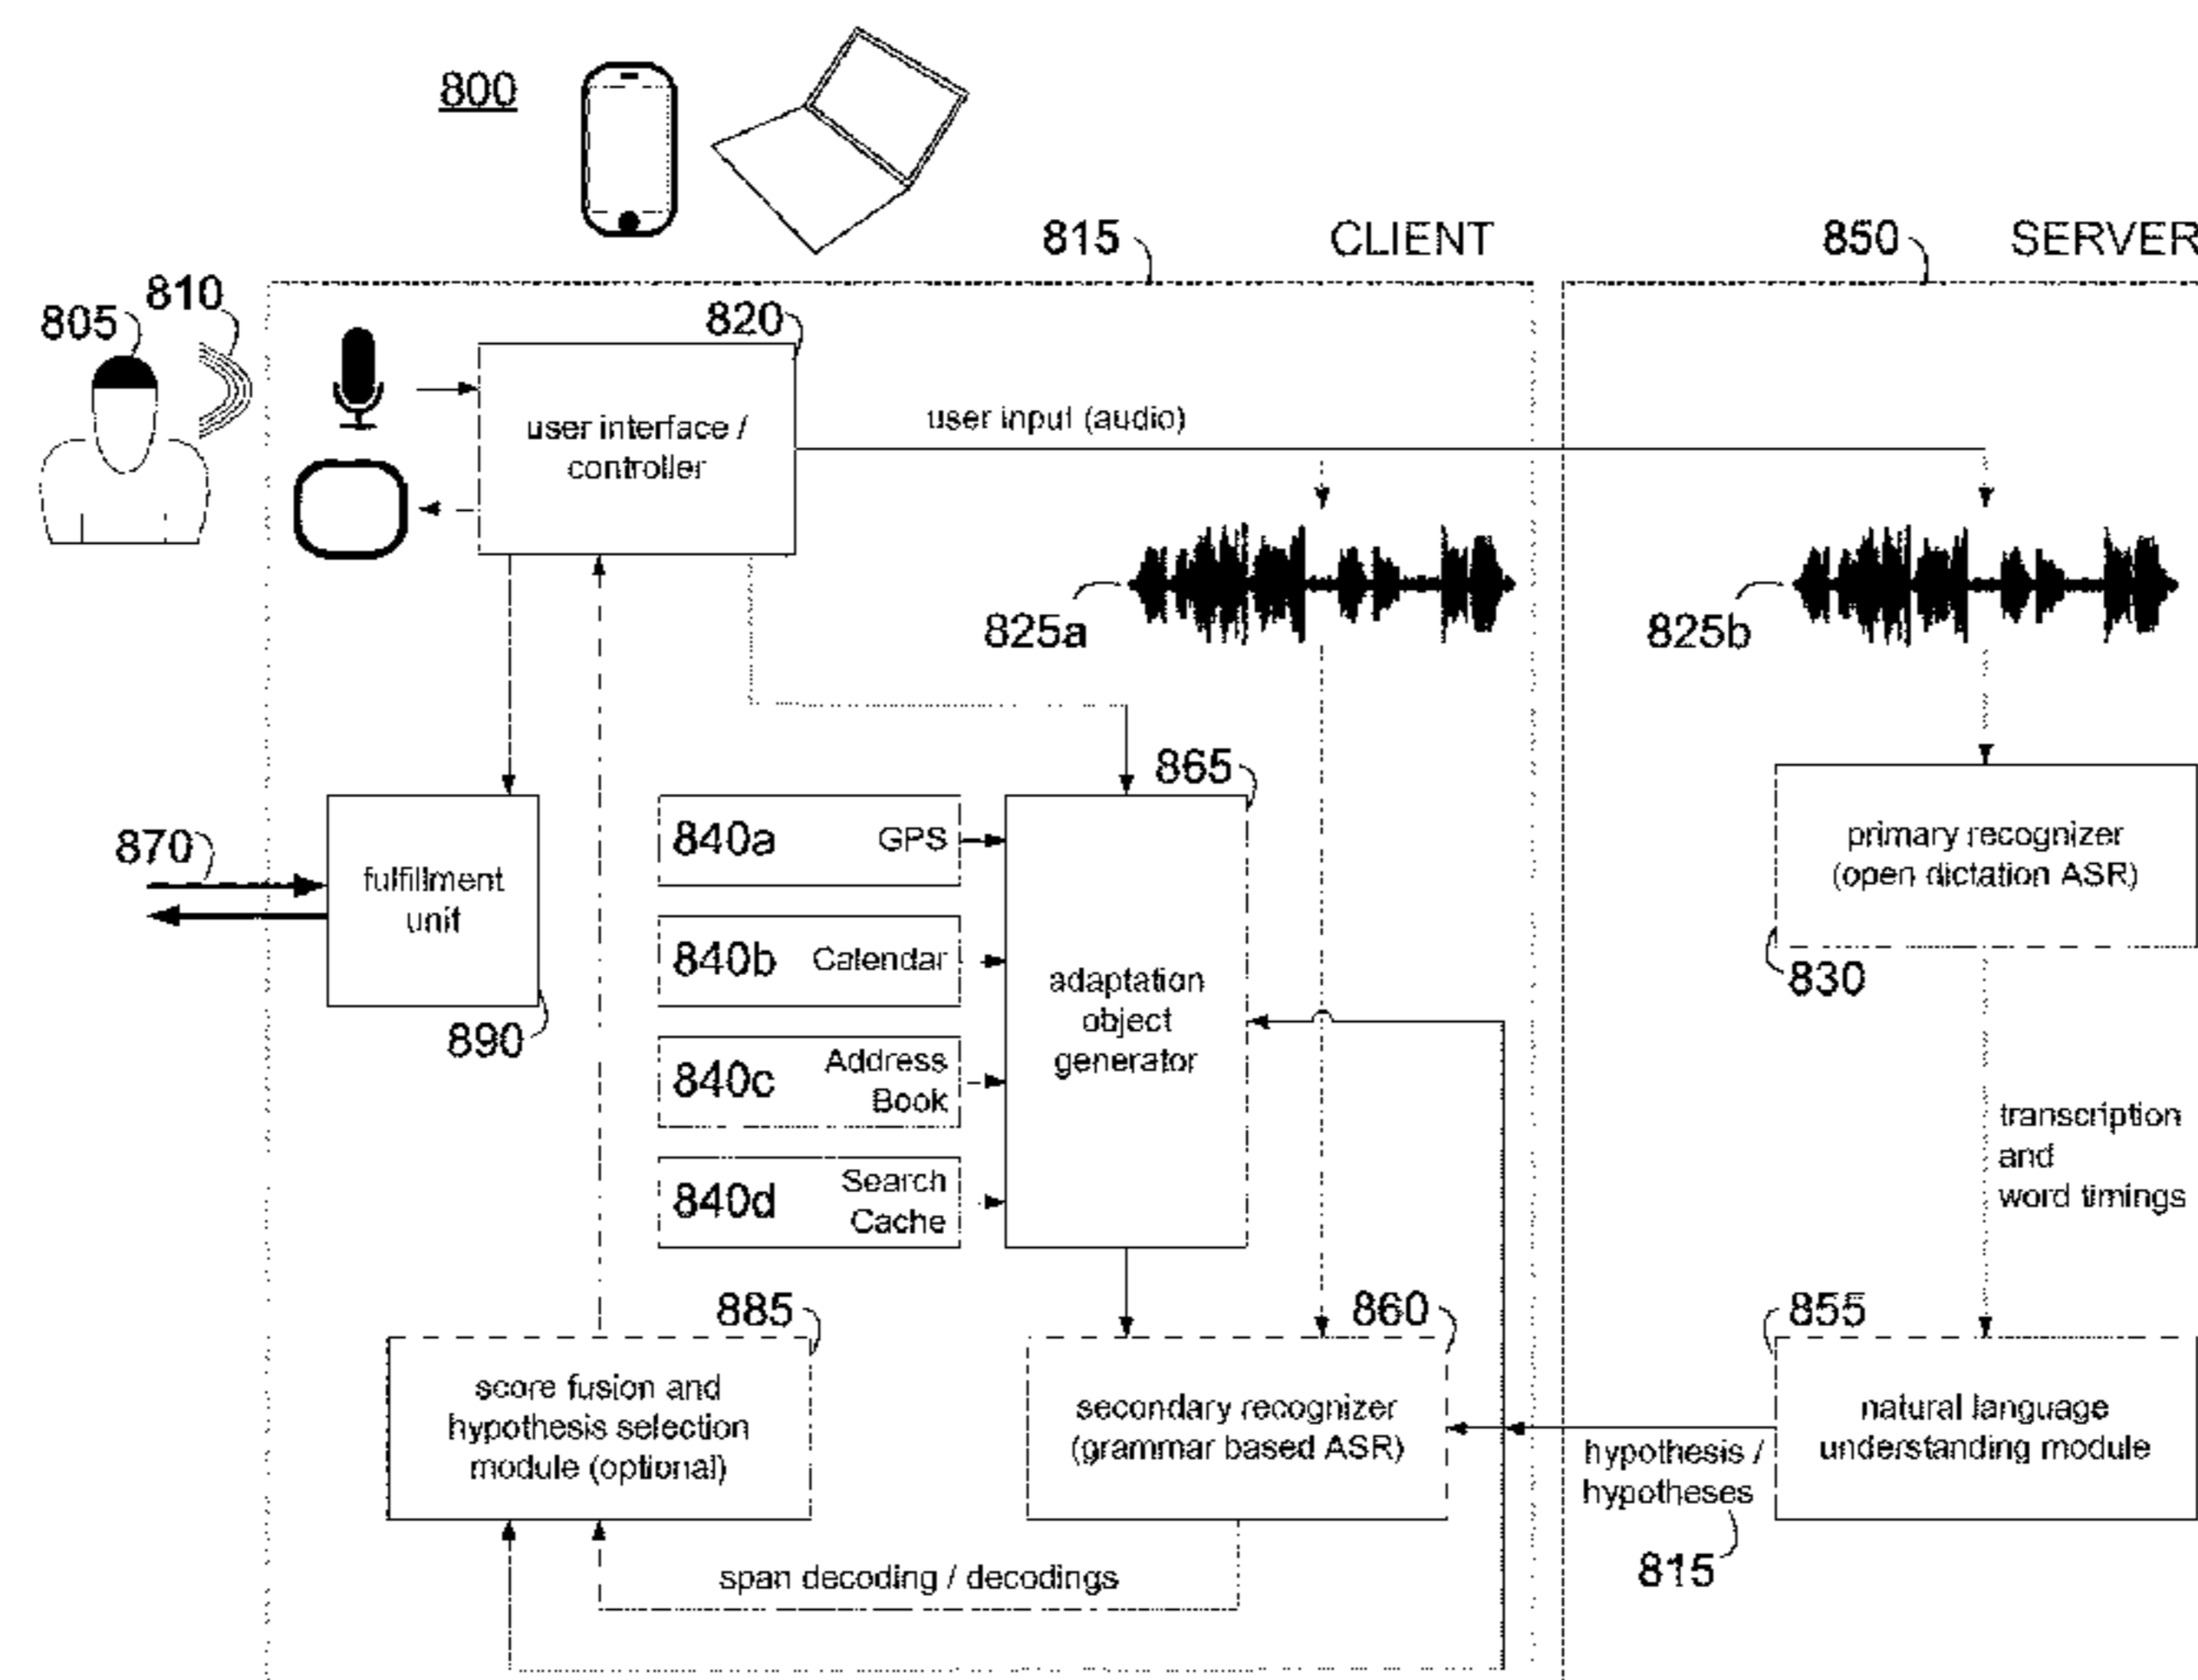 800
815
CLIENT
850
SERVER
805
810
820
user interface /
controller
user input (audio)
825a
825b
865
870
fulfillment
unit
890
840a GPS
840b Calendar
840c Address
Book
840d Search
Cache
adaptation
object
generator
primary recognizer
(open dictation ASR)
830
transcription
and
word timings
885
score fusion and
hypothesis selection
module (optional)
860
secondary recognizer
(grammar based ASR)
855
natural language
understanding module
hypothesis /
hypotheses
815
span decoding / decodings